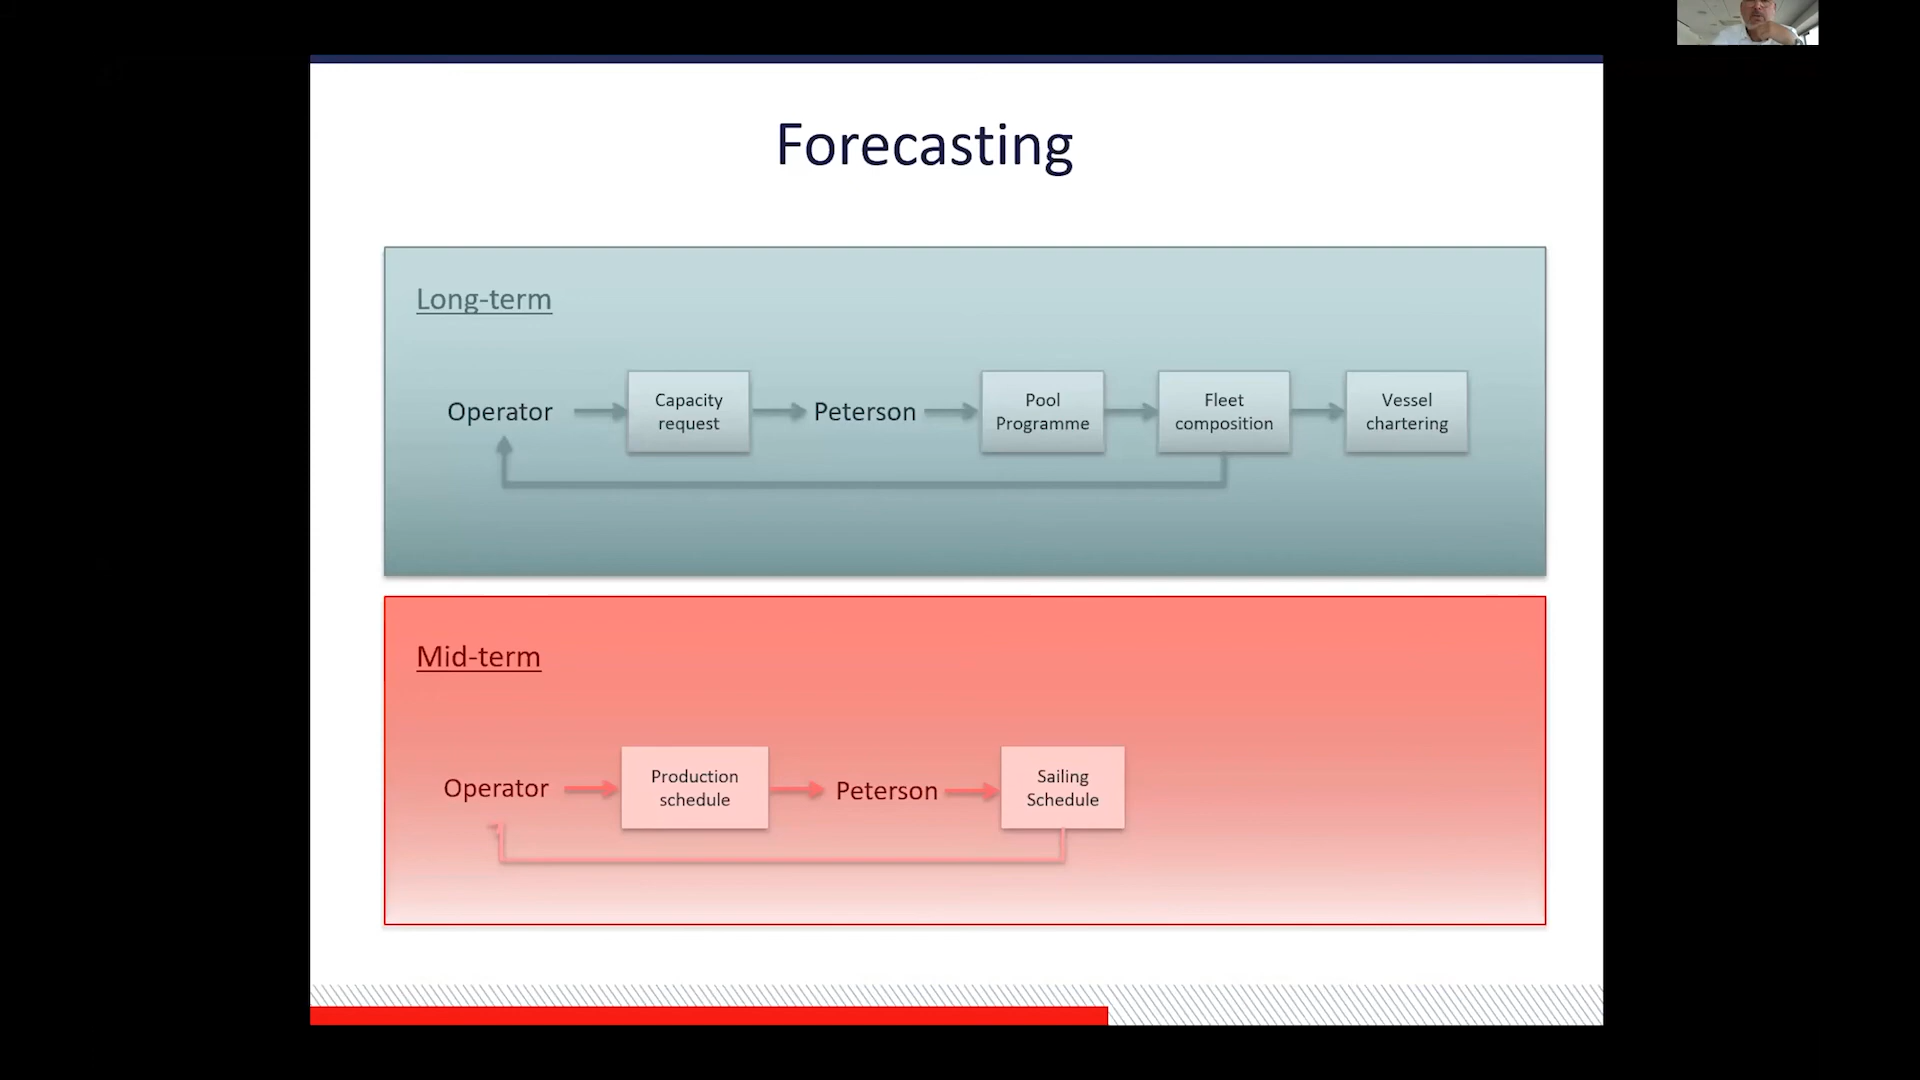 Forecasting
Long-term
Operator
Capacity
request
Peterson
Pool
Programme
Fleet
composition
Vessel
chartering
Mid-term
Operator
Production
schedule
Peterson
Sailing
Schedule